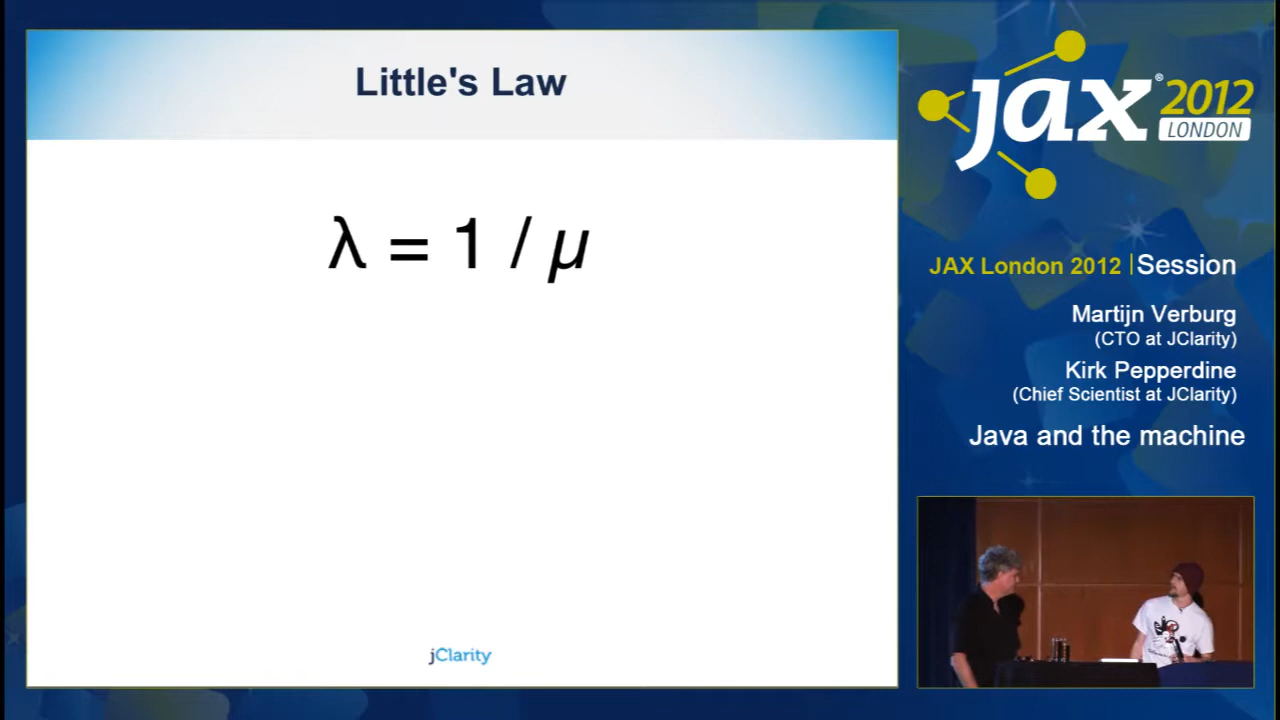 Little's Law
λ = 1 / µ
jClarity
jax® 2012
LONDON
JAX London 2012 | Session
Martijn Verburg
(CTO at JClarity)
Kirk Pepperdine
(Chief Scientist at JClarity)
Java and the machine